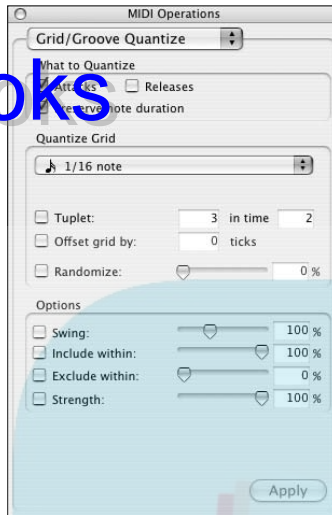 MIDI Operations
Grid/Groove Quantize
What to Quantize
Attacks Releases
Preserve note duration
oks
Quantize Grid
1/16 note
Tuplet: 3 in time 2
Offset grid by: 0 ticks
Randomize: 0 %
Options
Swing: 100 %
Include within: 100 %
Exclude within: 0 %
Strength: 100 %
Apply